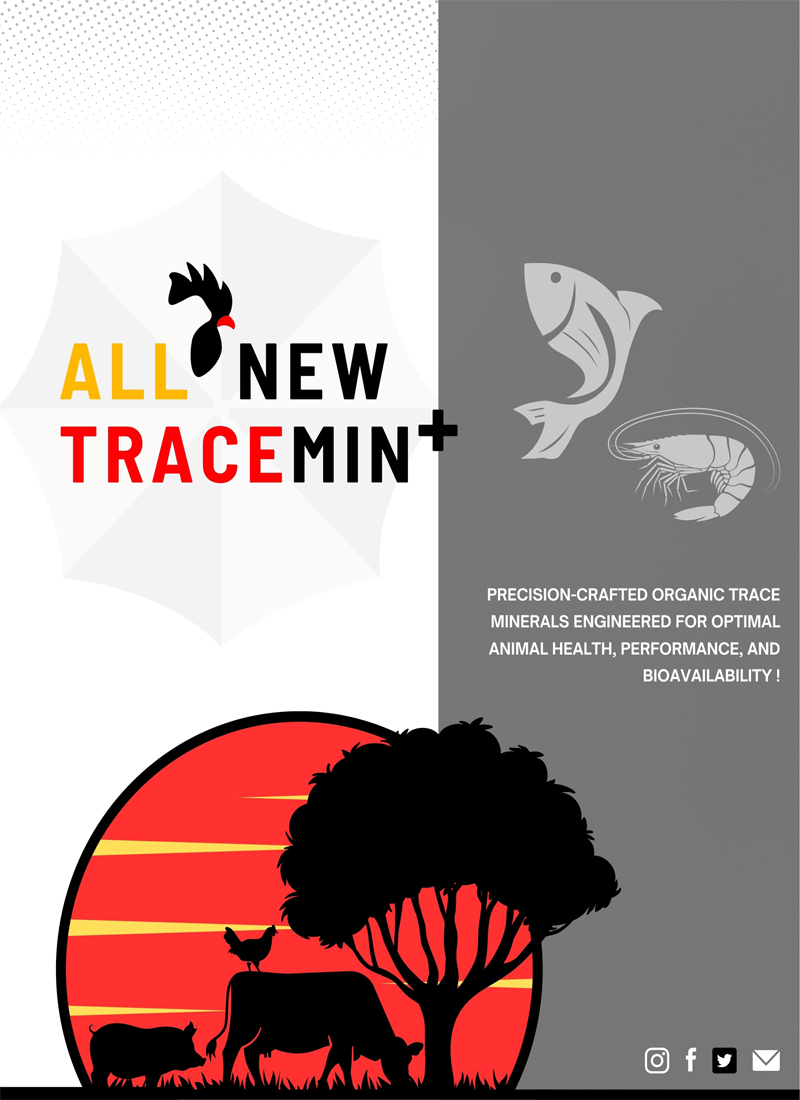 ALL NEW
TRACEMIN+
PRECISION-CRAFTED ORGANIC TRACE
MINERALS ENGINEERED FOR OPTIMAL
ANIMAL HEALTH, PERFORMANCE, AND
BIOAVAILABILITY !